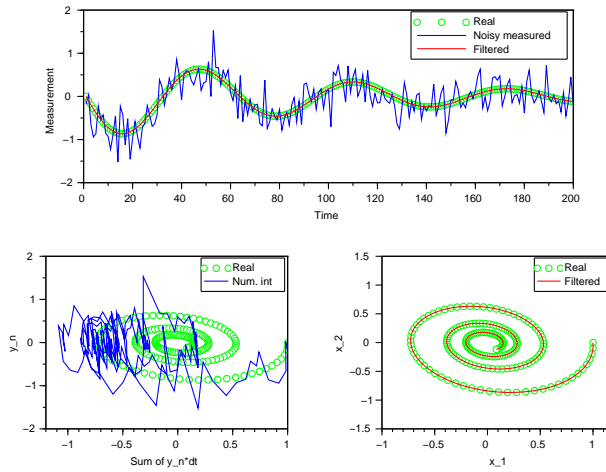 2
1
0
−1
−2
Measurement
0
20
40
60
80
100
120
140
160
180
200
Time
Real
Noisy measured
Filtered
2
1
0
−1
−2
y_n
−1
−0.5
0
0.5
1
Sum of y_n*dt
Real
Num. int
1.5
1
0.5
0
−0.5
−1
−1.5
x_2
−1
−0.5
0
0.5
1
x_1
Real
Filtered